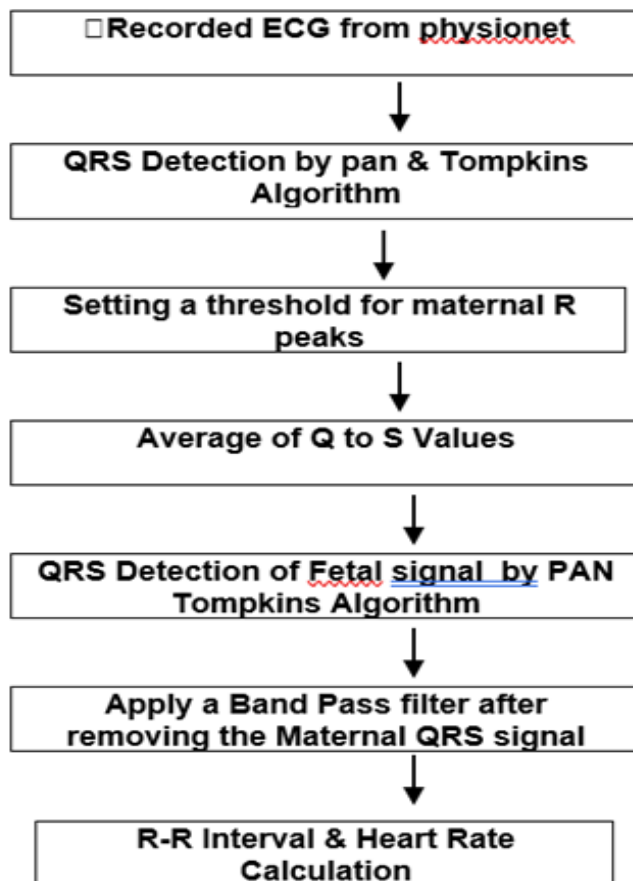 □Recorded ECG from physionet
QRS Detection by pan & Tompkins
Algorithm
Setting a threshold for maternal R
peaks
Average of Q to S Values
QRS Detection of Fetal signal  by PAN
Tompkins Algorithm
Apply a Band Pass filter after
removing the Maternal QRS signal
R-R Interval & Heart Rate
Calculation